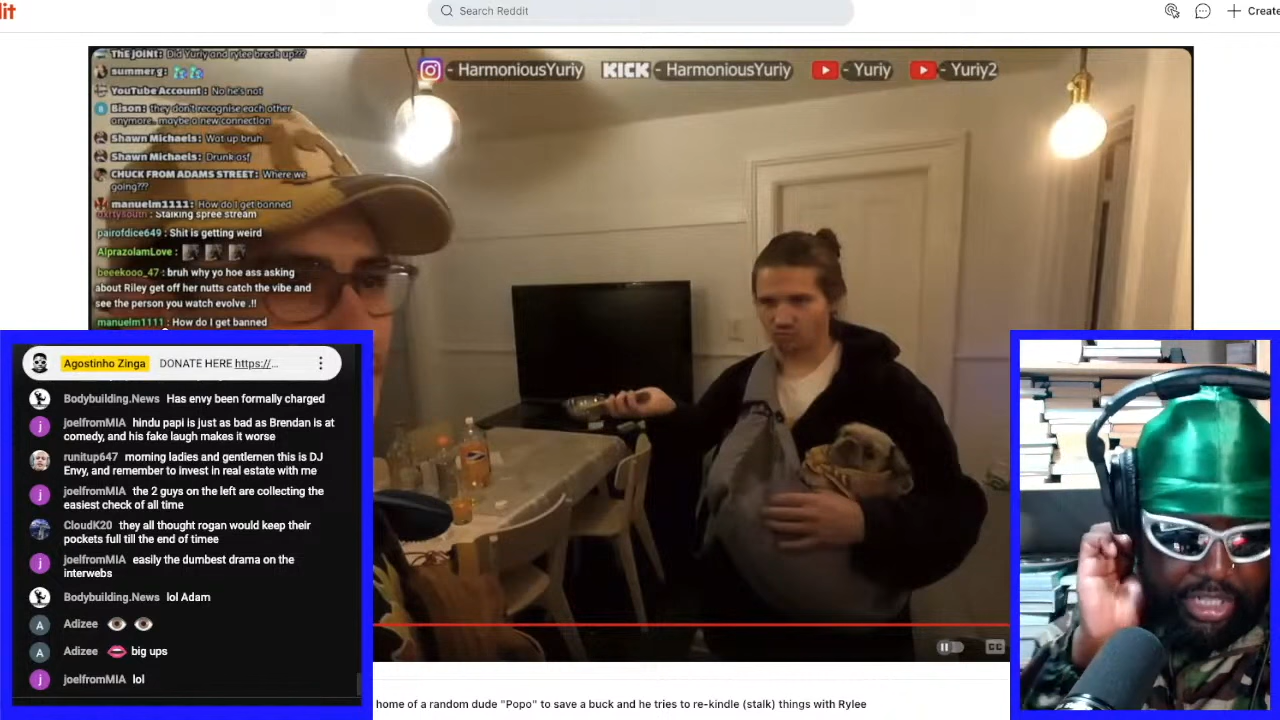 it
Search Reddit
Create
THE JOINT: Did Yuriy and rylee break up???
summer.g:
YouTube Account: No he's not
Bison: they don't recognise each other
anymore.. maybe a new connection
Shawn Michaels: Wot up bruh
Shawn Michaels: Drunk asf
CHUCK FROM ADAMS STREET: Where we
going???
manuelm1111: How do I get banned
- HarmoniousYuriy KICK - HarmoniousYuriy - Yuriy - Yuriy2
: Stalking spree stream
pairofdice649: Shit is getting weird
AlprazolamLove :
beeekooo_47: bruh why yo hoe ass asking
about Riley get off her nutts catch the vibe and
see the person you watch evolve .!!
manuelm1111: How do I get banned
Agostinho Zinga DONATE HERE https://...
Bodybuilding.News Has envy been formally charged
joelfromMIA hindu papi is just as bad as Brendan is at
comedy, and his fake laugh makes it worse
runitup647 morning ladies and gentlemen this is DJ
Envy, and remember to invest in real estate with me
joelfromMIA the 2 guys on the left are collecting the
easiest check of all time
CloudK20 they all thought rogan would keep their
pockets full till the end of timee
joelfromMIA easily the dumbest drama on the
interwebs
Bodybuilding.News lol Adam
Adizee 👁 👁
Adizee 👄 big ups
joelfromMIA lol
CC
home of a random dude "Popo" to save a buck and he tries to re-kindle (stalk) things with Rylee